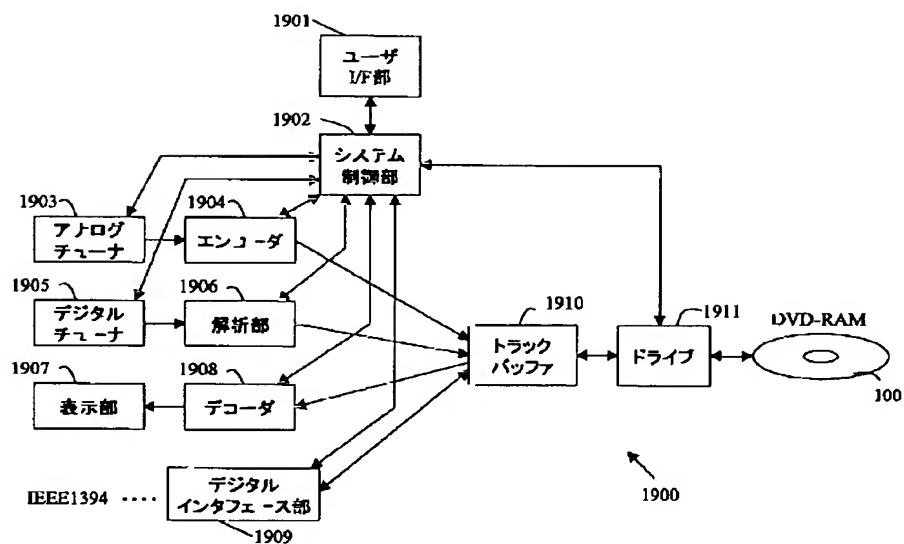 1901
ユーザ
I/F部
1902
システム
制御部
1903
アナログ
チューナ
1904
エンコーダ
1905
デジタル
チューナ
1906
解析部
1907
表示部
1908
デコーダ
デジタル
インタフェース部
1909
IEEE1394 ····
1910
トラック
バッファ
1911
ドライブ
DVD-RAM
100
1900